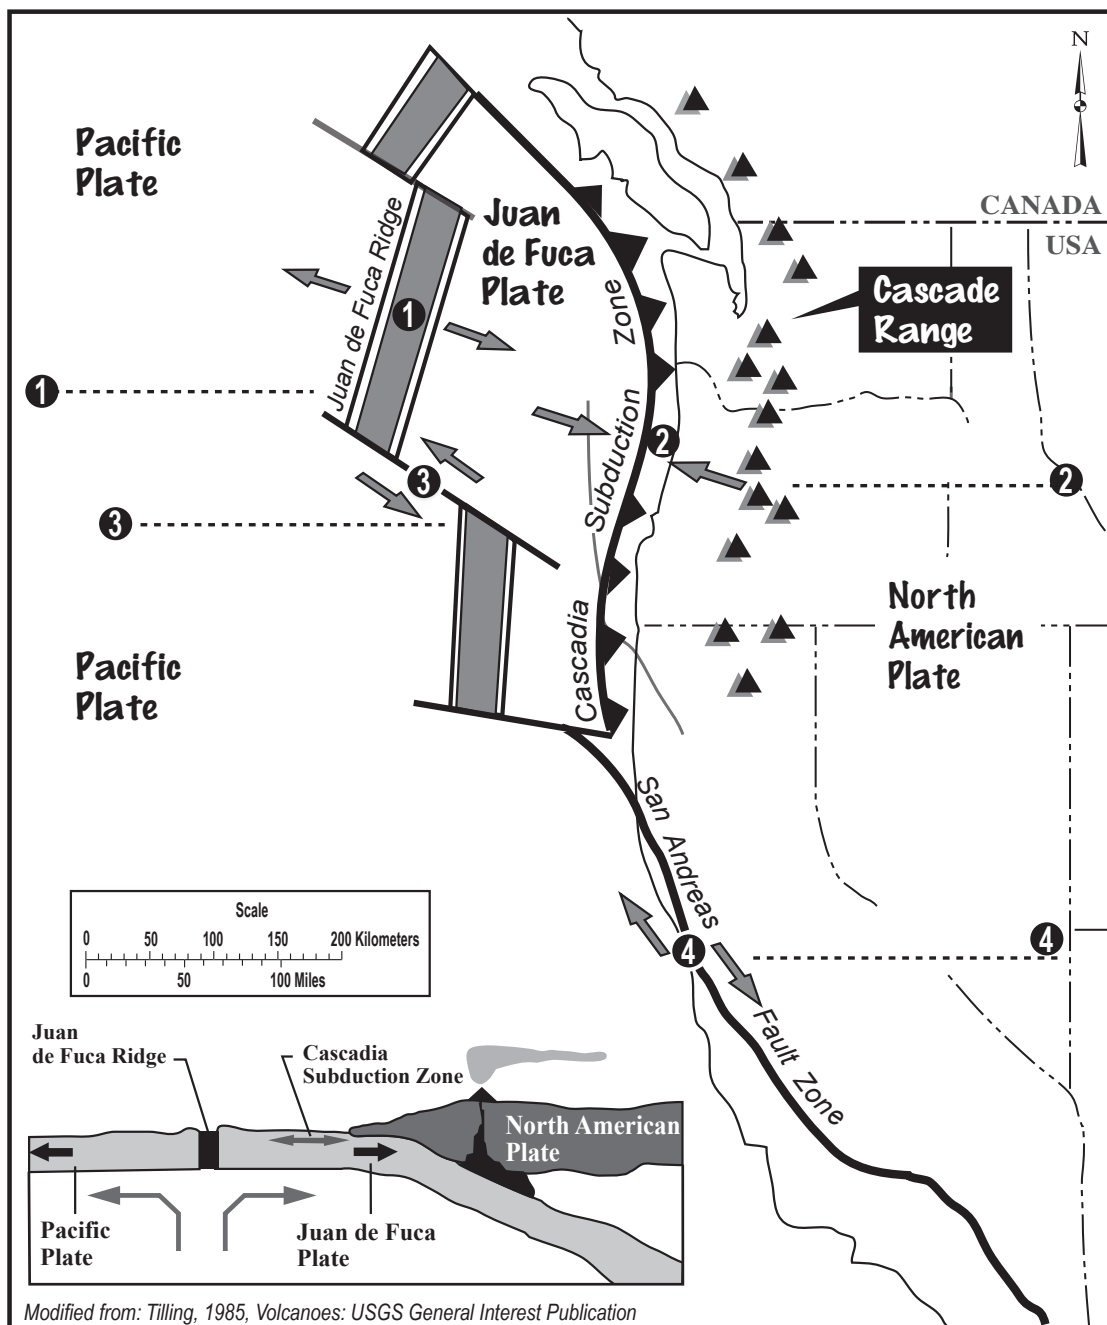 N
Pacific
Plate
CANADA
USA
Juan
de Fuca
Plate
Juan de Fuca Ridge
Cascade
Range
1
1
2
2
3
3
Cascadia Subduction Zone
North
American
Plate
Pacific
Plate
San Andreas Fault Zone
4
4
Scale
0 50 100 150 200 Kilometers
0 50 100 Miles
Juan
de Fuca Ridge
Cascadia
Subduction Zone
North American
Plate
Pacific
Plate
Juan de Fuca
Plate
Modified from: Tilling, 1985, Volcanoes: USGS General Interest Publication